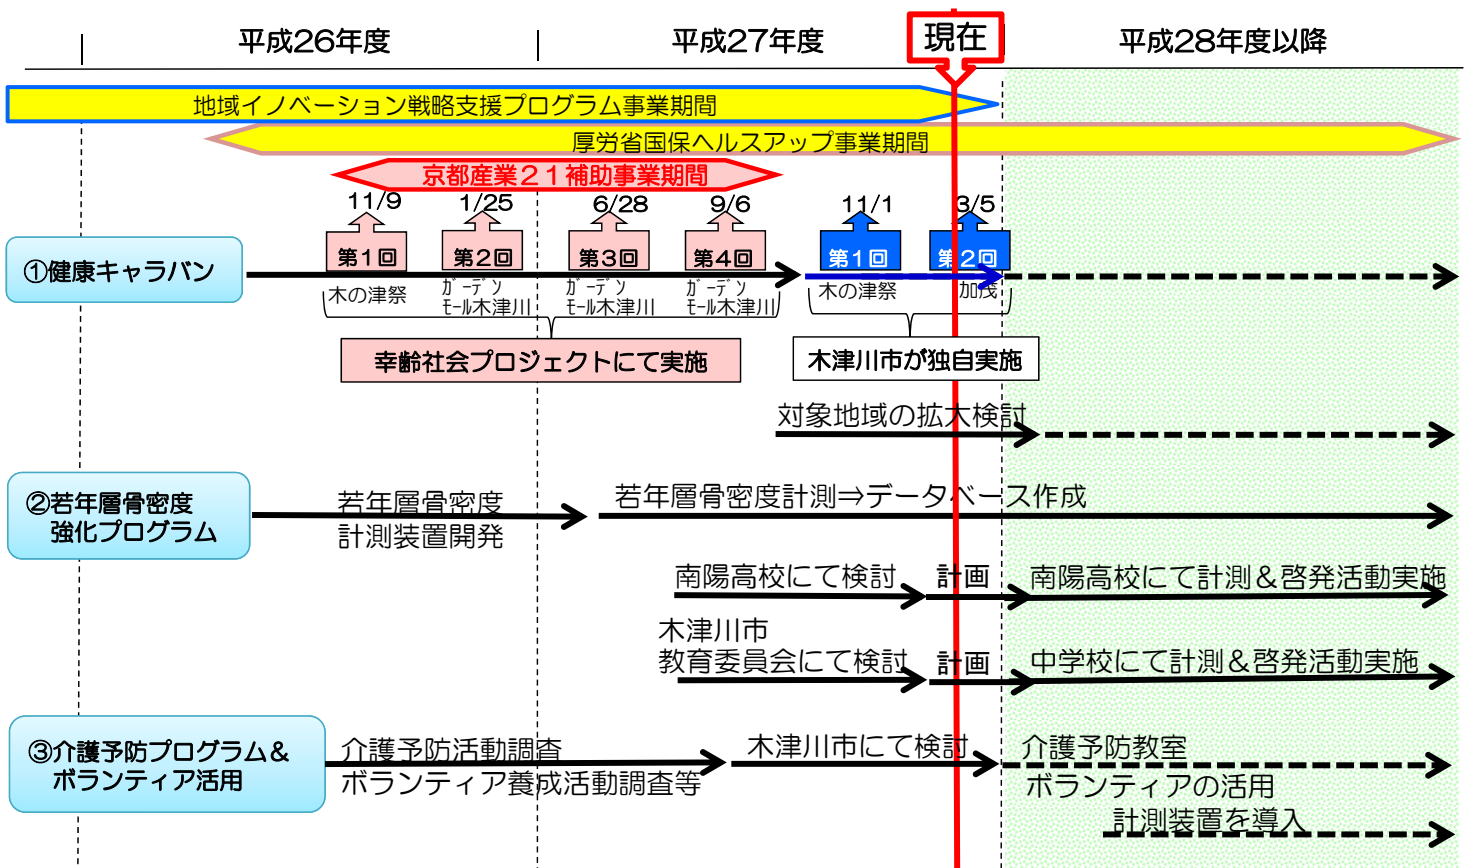 平成26年度
平成27年度
現在
平成28年度以降
地域イノベーション戦略支援プログラム事業期間
厚労省国保ヘルスアップ事業期間
京都産業２１補助事業期間
11/9
1/25
6/28
9/6
11/1
3/5
①健康キャラバン
第１回
第２回
第３回
第４回
第１回
第２回
木の津祭
ｶﾞｰﾃﾞﾝ
ﾓｰﾙ木津川
ｶﾞｰﾃﾞﾝ
ﾓｰﾙ木津川
ｶﾞｰﾃﾞﾝ
ﾓｰﾙ木津川
木の津祭
加茂
幸齢社会プロジェクトにて実施
木津川市が独自実施
対象地域の拡大検討
②若年層骨密度
強化プログラム
若年層骨密度
計測装置開発
若年層骨密度計測⇒データベース作成
南陽高校にて検討
計画
南陽高校にて計測＆啓発活動実施
木津川市
教育委員会にて検討
計画
中学校にて計測＆啓発活動実施
③介護予防プログラム＆
ボランティア活用
介護予防活動調査
ボランティア養成活動調査等
木津川市にて検討
介護予防教室
ボランティアの活用
計測装置を導入